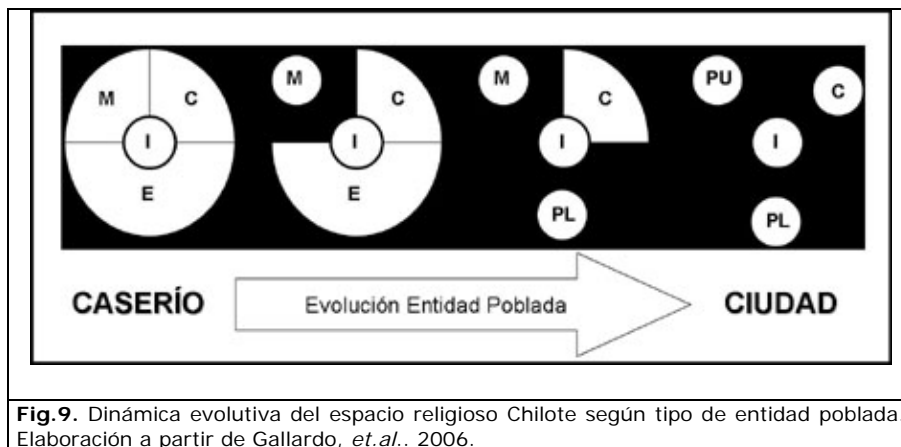 M C M C M C PU C
I I I I
E E PL PL
CASERÍO Evolución Entidad Poblada CIUDAD
Fig.9. Dinámica evolutiva del espacio religioso Chilote según tipo de entidad poblada.
Elaboración a partir de Gallardo, et.al.. 2006.